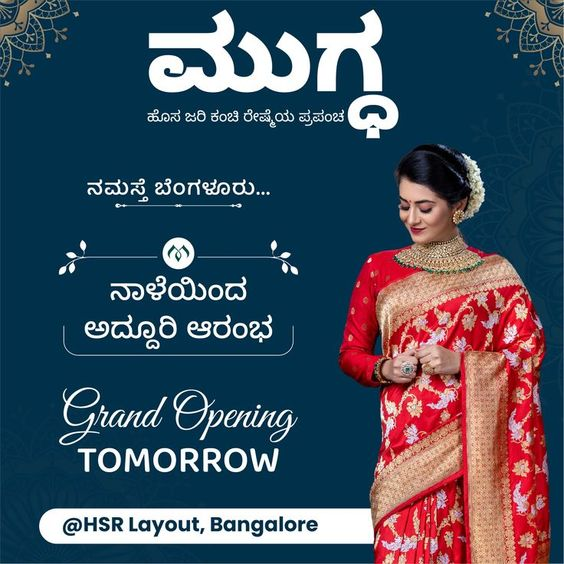 ಮುಗ್ಧ
ಹೊಸ ಜರಿ ಕಂಚಿ ರೇಷ್ಮೆಯ ಪ್ರಪಂಚ
ನಮಸ್ತೆ ಬೆಂಗಳೂರು...
ನಾಳೆಯಿಂದ
ಅದ್ದೂರಿ ಆರಂಭ
Grand Opening
TOMORROW
@HSR Layout, Bangalore